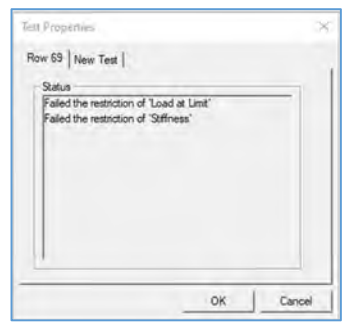 Test Properties
Row 69 New Test
Status
Failed the restriction of 'Load at Limit'
Failed the restriction of 'Stiffness'
OK Cancel